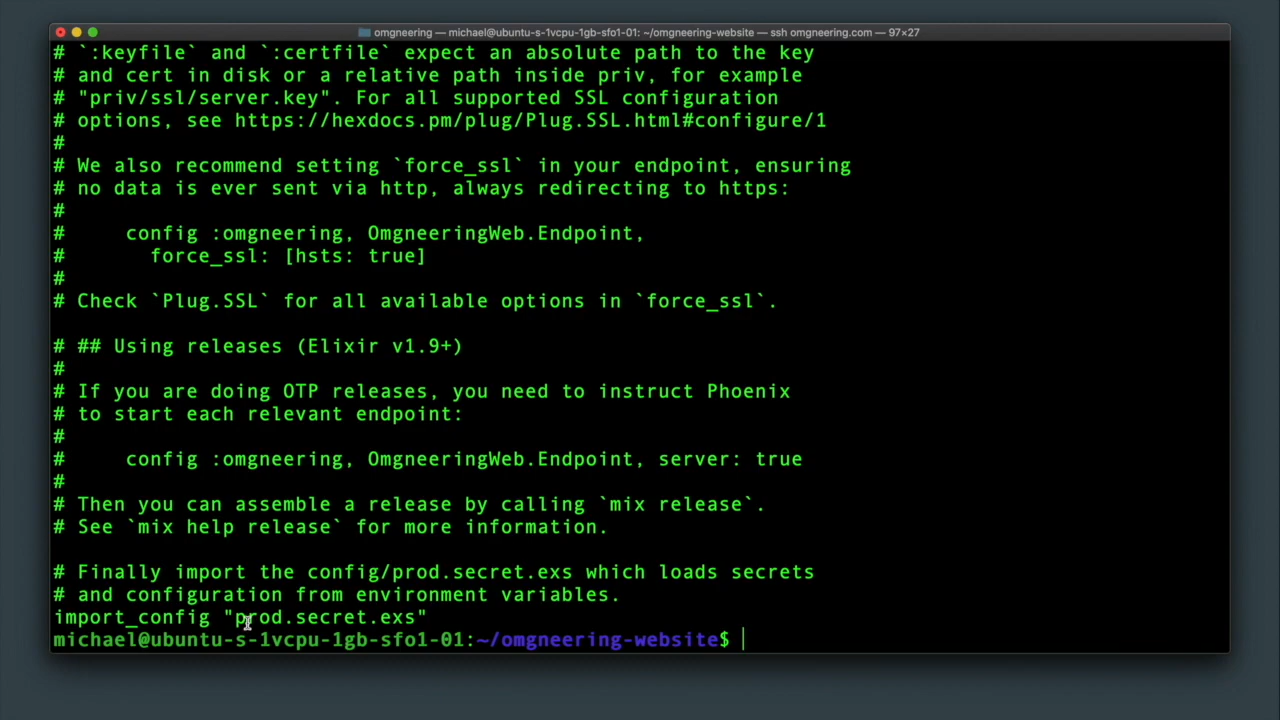 omgneering — michael@ubuntu-s-1vcpu-1gb-sfo1-01: ~/omgneering-website — ssh omgneering.com — 97×27
# `:keyfile` and `:certfile` expect an absolute path to the key
# and cert in disk or a relative path inside priv, for example
# "priv/ssl/server.key". For all supported SSL configuration
# options, see https://hexdocs.pm/plug/Plug.SSL.html#configure/1
#
# We also recommend setting `force_ssl` in your endpoint, ensuring
# no data is ever sent via http, always redirecting to https:
#
#     config :omgneering, OmgneeringWeb.Endpoint,
#       force_ssl: [hsts: true]
#
# Check `Plug.SSL` for all available options in `force_ssl`.
# ## Using releases (Elixir v1.9+)
#
# If you are doing OTP releases, you need to instruct Phoenix
# to start each relevant endpoint:
#
#     config :omgneering, OmgneeringWeb.Endpoint, server: true
#
# Then you can assemble a release by calling `mix release`.
# See `mix help release` for more information.
# Finally import the config/prod.secret.exs which loads secrets
# and configuration from environment variables.
import_config "prod.secret.exs"
michael@ubuntu-s-1vcpu-1gb-sfo1-01:~/omgneering-website$